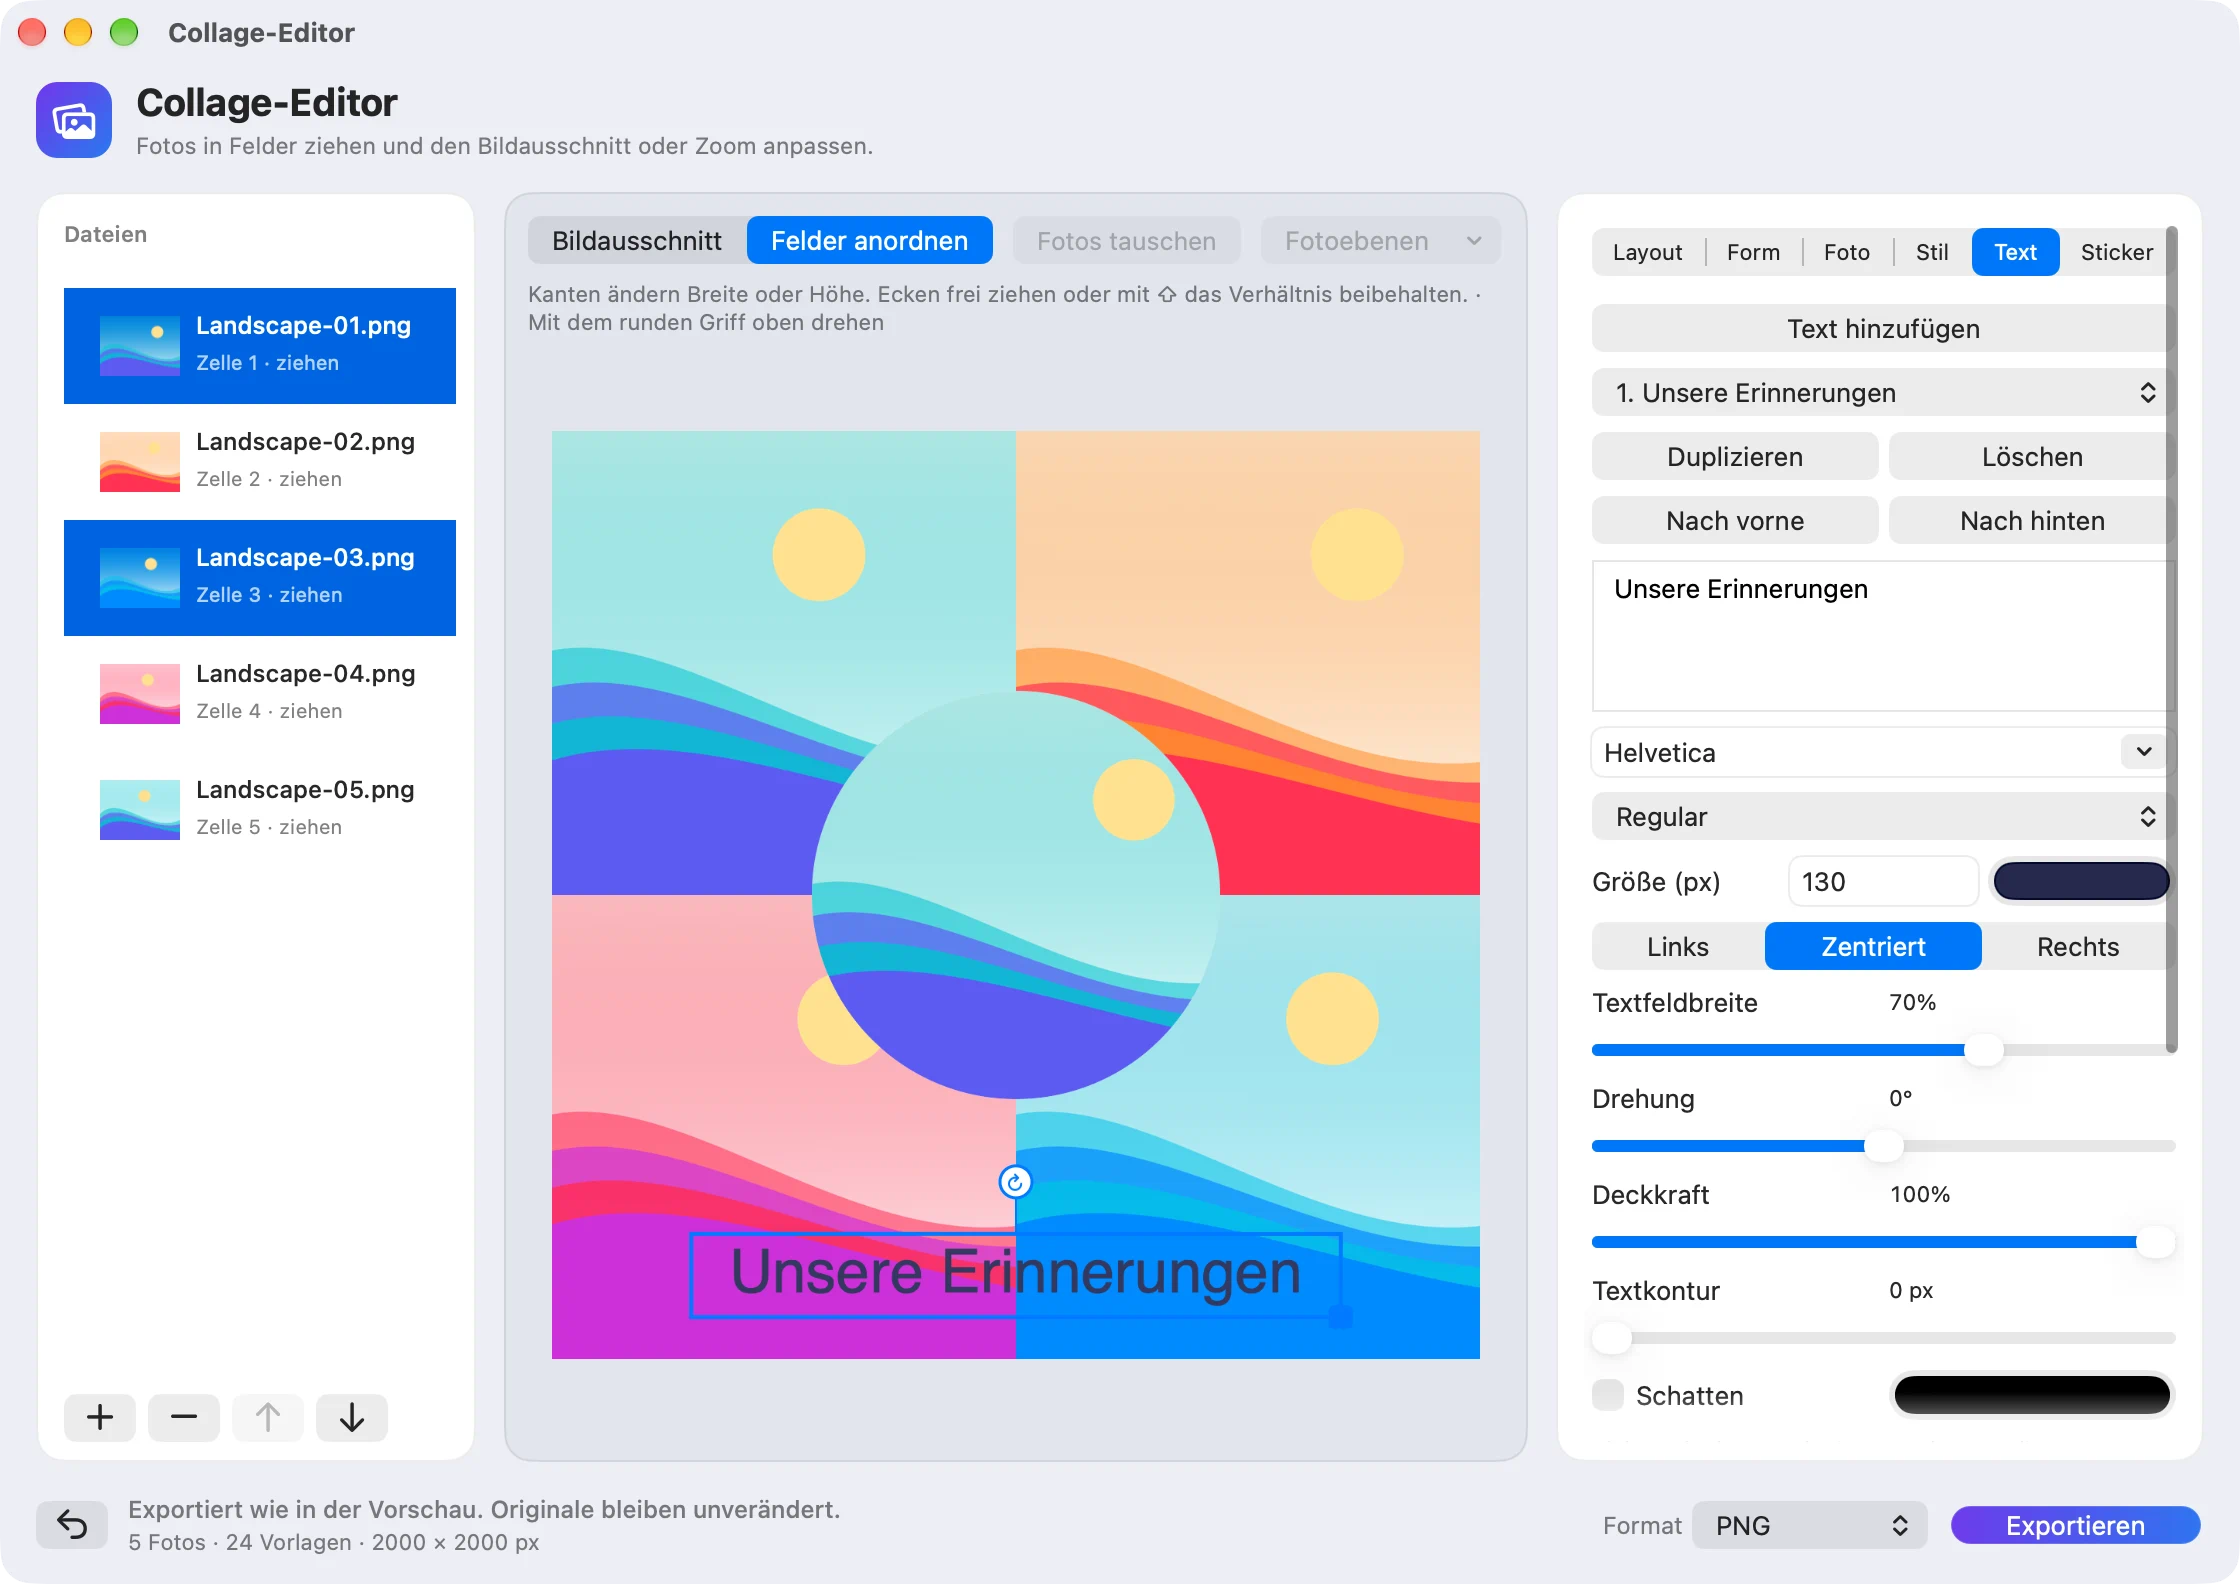 Collage-Editor
Collage-Editor
Fotos in Felder ziehen und den Bildausschnitt oder Zoom anpassen.
Dateien
Landscape-01.png
Zelle 1 · ziehen
Landscape-02.png
Zelle 2 · ziehen
Landscape-03.png
Zelle 3 · ziehen
Landscape-04.png
Zelle 4 · ziehen
Landscape-05.png
Zelle 5 · ziehen
Bildausschnitt Felder anordnen Fotos tauschen Fotoebenen
Kanten ändern Breite oder Höhe. Ecken frei ziehen oder mit ⇧ das Verhältnis beibehalten. ·
Mit dem runden Griff oben drehen
Unsere Erinnerungen
Layout Form Foto Stil Text Sticker
Text hinzufügen
1. Unsere Erinnerungen
Duplizieren Löschen
Nach vorne Nach hinten
Unsere Erinnerungen
Helvetica
Regular
Größe (px) 130
Links Zentriert Rechts
Textfeldbreite 70%
Drehung 0°
Deckkraft 100%
Textkontur 0 px
Schatten
Exportiert wie in der Vorschau. Originale bleiben unverändert.
5 Fotos · 24 Vorlagen · 2000 × 2000 px
Format PNG Exportieren